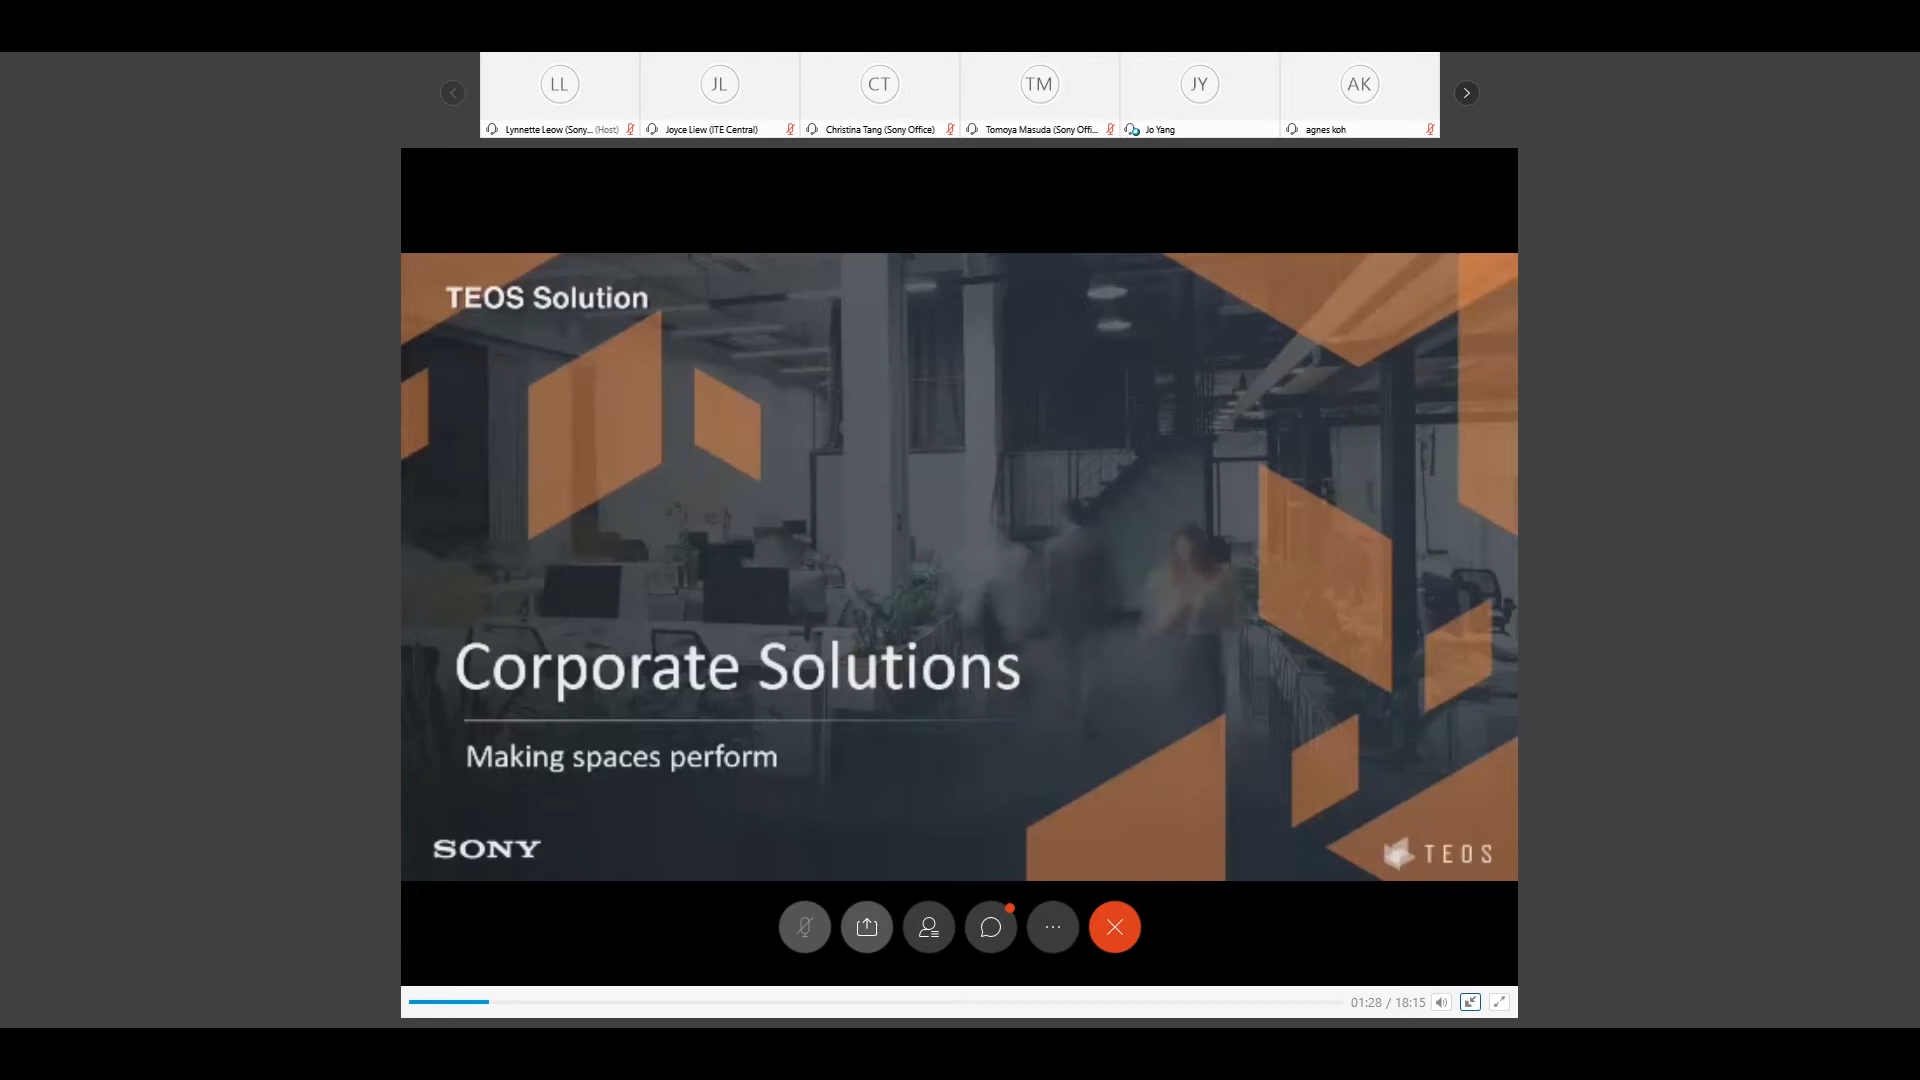 LL
JL
CT
TM
JY
AK
Lynnette Leow (Sony... (Host)
Joyce Liew (ITE Central)
Christina Tang (Sony Office)
Tomoya Masuda (Sony Offi...
Jo Yang
agnes koh
TEOS Solution
Corporate Solutions
Making spaces perform
SONY
TEOS
01:28 / 18:15